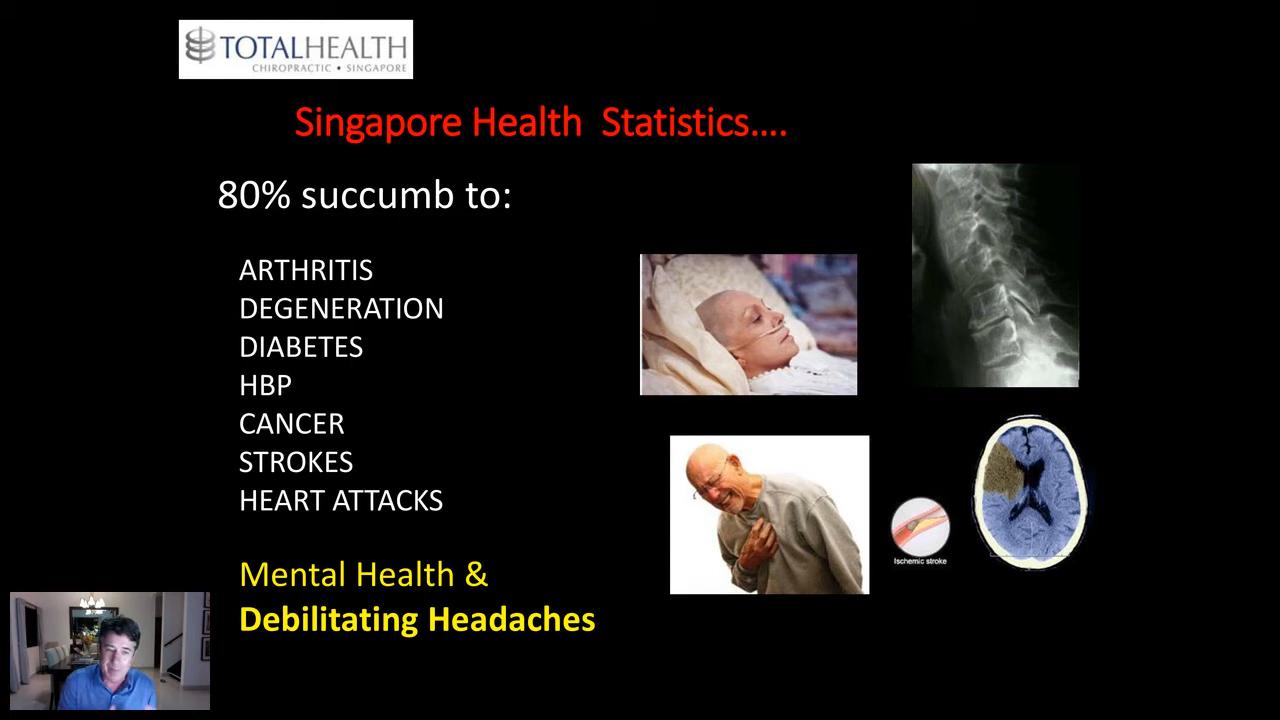 TOTALHEALTH
CHIROPRACTIC • SINGAPORE
Singapore Health Statistics....
80% succumb to:
ARTHRITIS
DEGENERATION
DIABETES
HBP
CANCER
STROKES
HEART ATTACKS
Ischemic stroke
Mental Health &
Debilitating Headaches